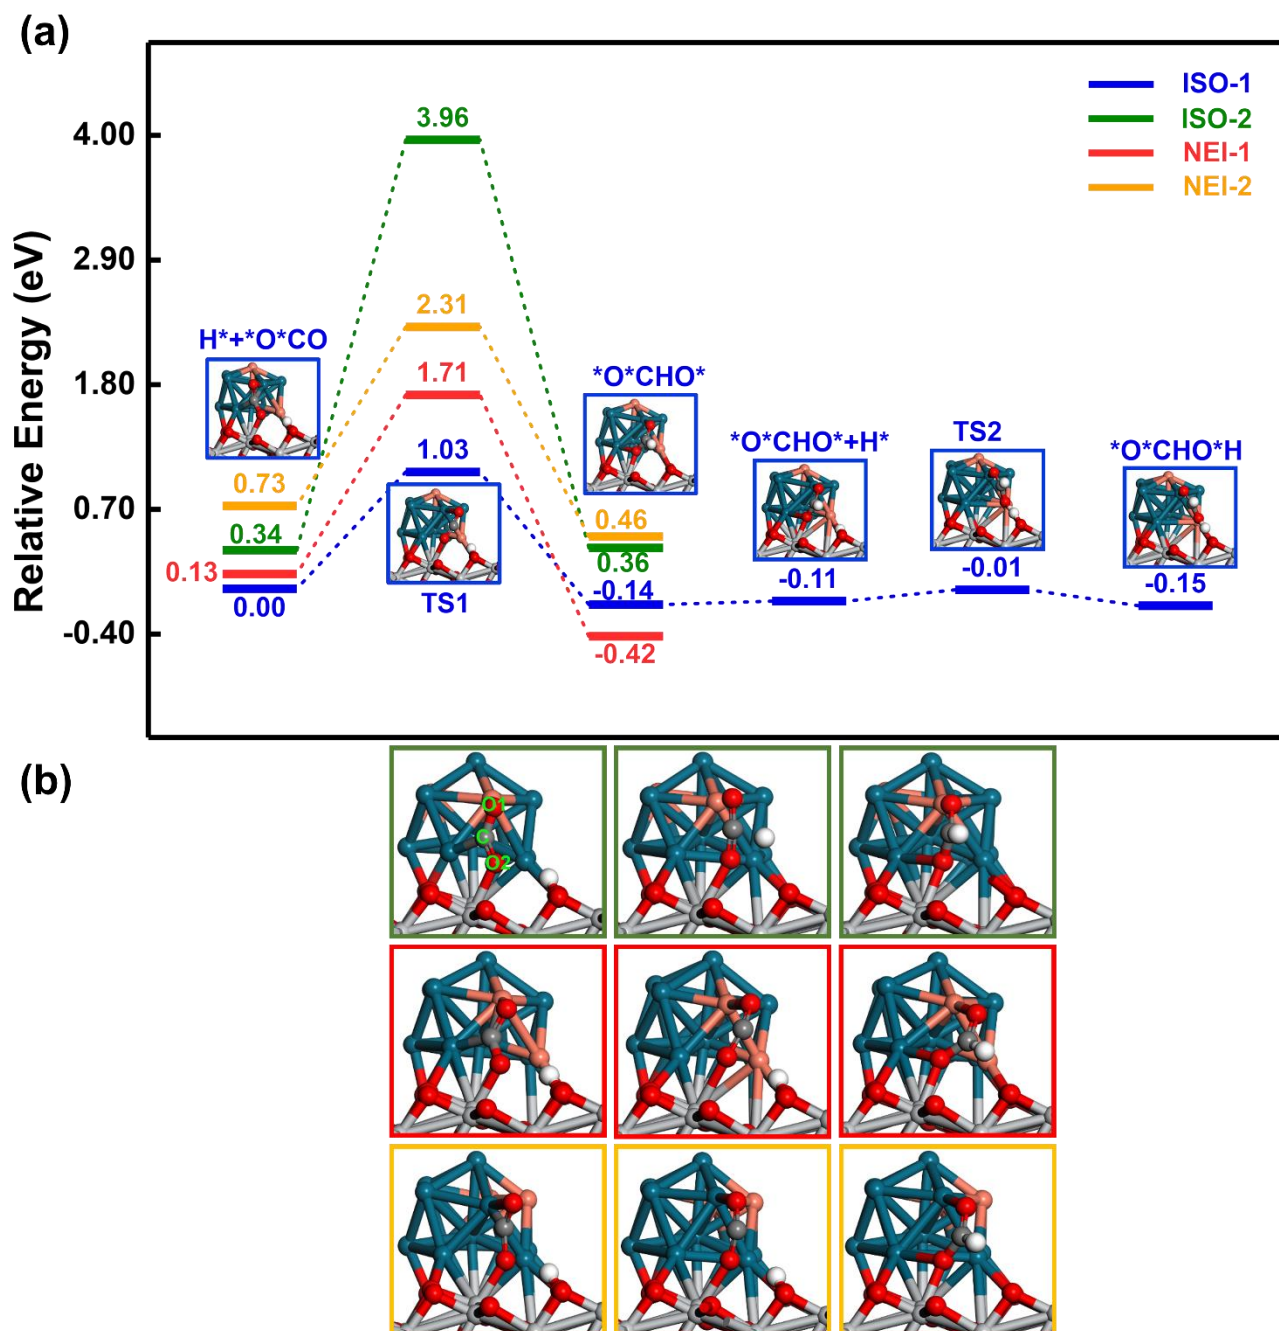 (a)
ISO-1
ISO-2
NEI-1
NEI-2
Relative Energy (eV)
4.00
2.90
1.80
0.70
-0.40
3.96
2.31
1.71
1.03
H*+*O*CO
0.73
0.34
0.13
0.00
TS1
*O*CHO*
0.46
0.36
-0.14
-0.42
*O*CHO*+H*
-0.11
TS2
-0.01
*O*CHO*H
-0.15
(b)
O1
C
O2